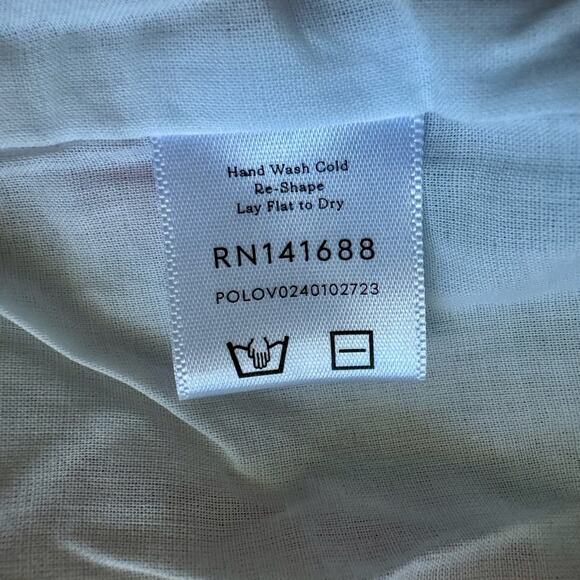 Hand Wash Cold
Re-Shape
Lay Flat to Dry
RN141688
POLOV0240102723